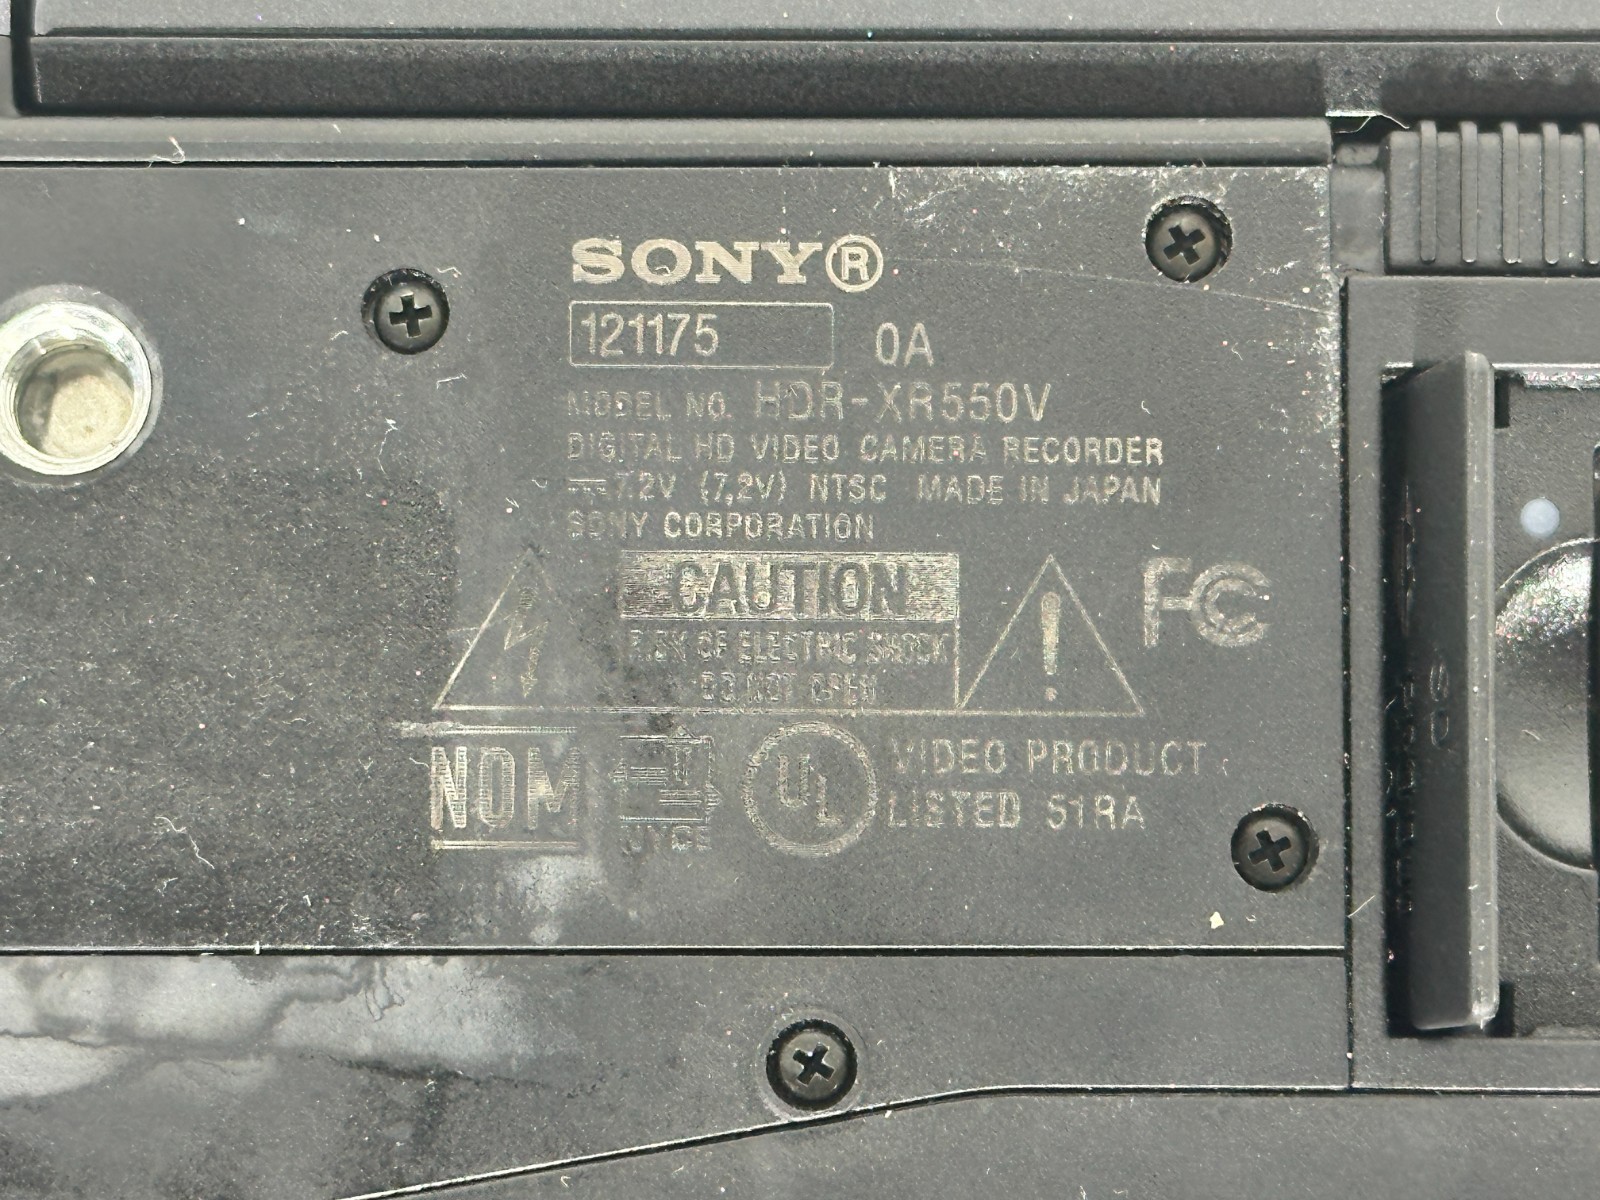 SONY®
121175 0A
MODEL NO. HDR-XR550V
DIGITAL HD VIDEO CAMERA RECORDER
⎓7.2V (7,2V) NTSC MADE IN JAPAN
SONY CORPORATION
CAUTION
OF ELECTRIC SHOCK
DO NOT OPEN
FC
NOM
NYCE
UL
VIDEO PRODUCT
LISTED 51RA